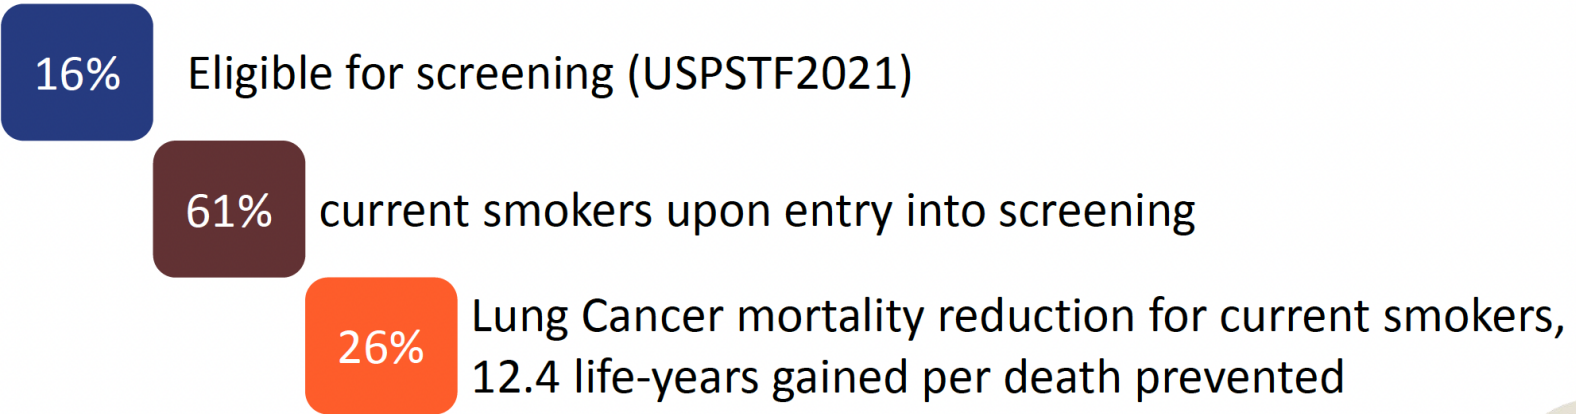 16% Eligible for screening (USPSTF2021)
61% current smokers upon entry into screening
26% Lung Cancer mortality reduction for current smokers,
12.4 life-years gained per death prevented